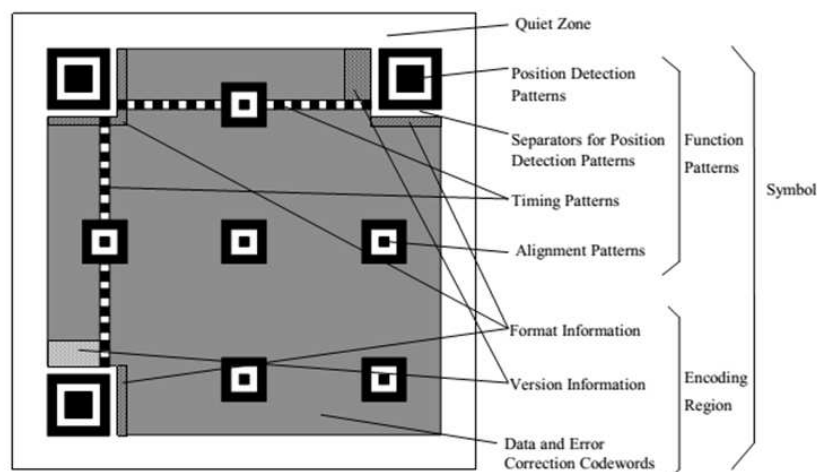 Quiet Zone
Position Detection
Patterns
Separators for Position
Detection Patterns
Function
Patterns
Symbol
Timing Patterns
Alignment Patterns
Format Information
Version Information
Encoding
Region
Data and Error
Correction Codewords